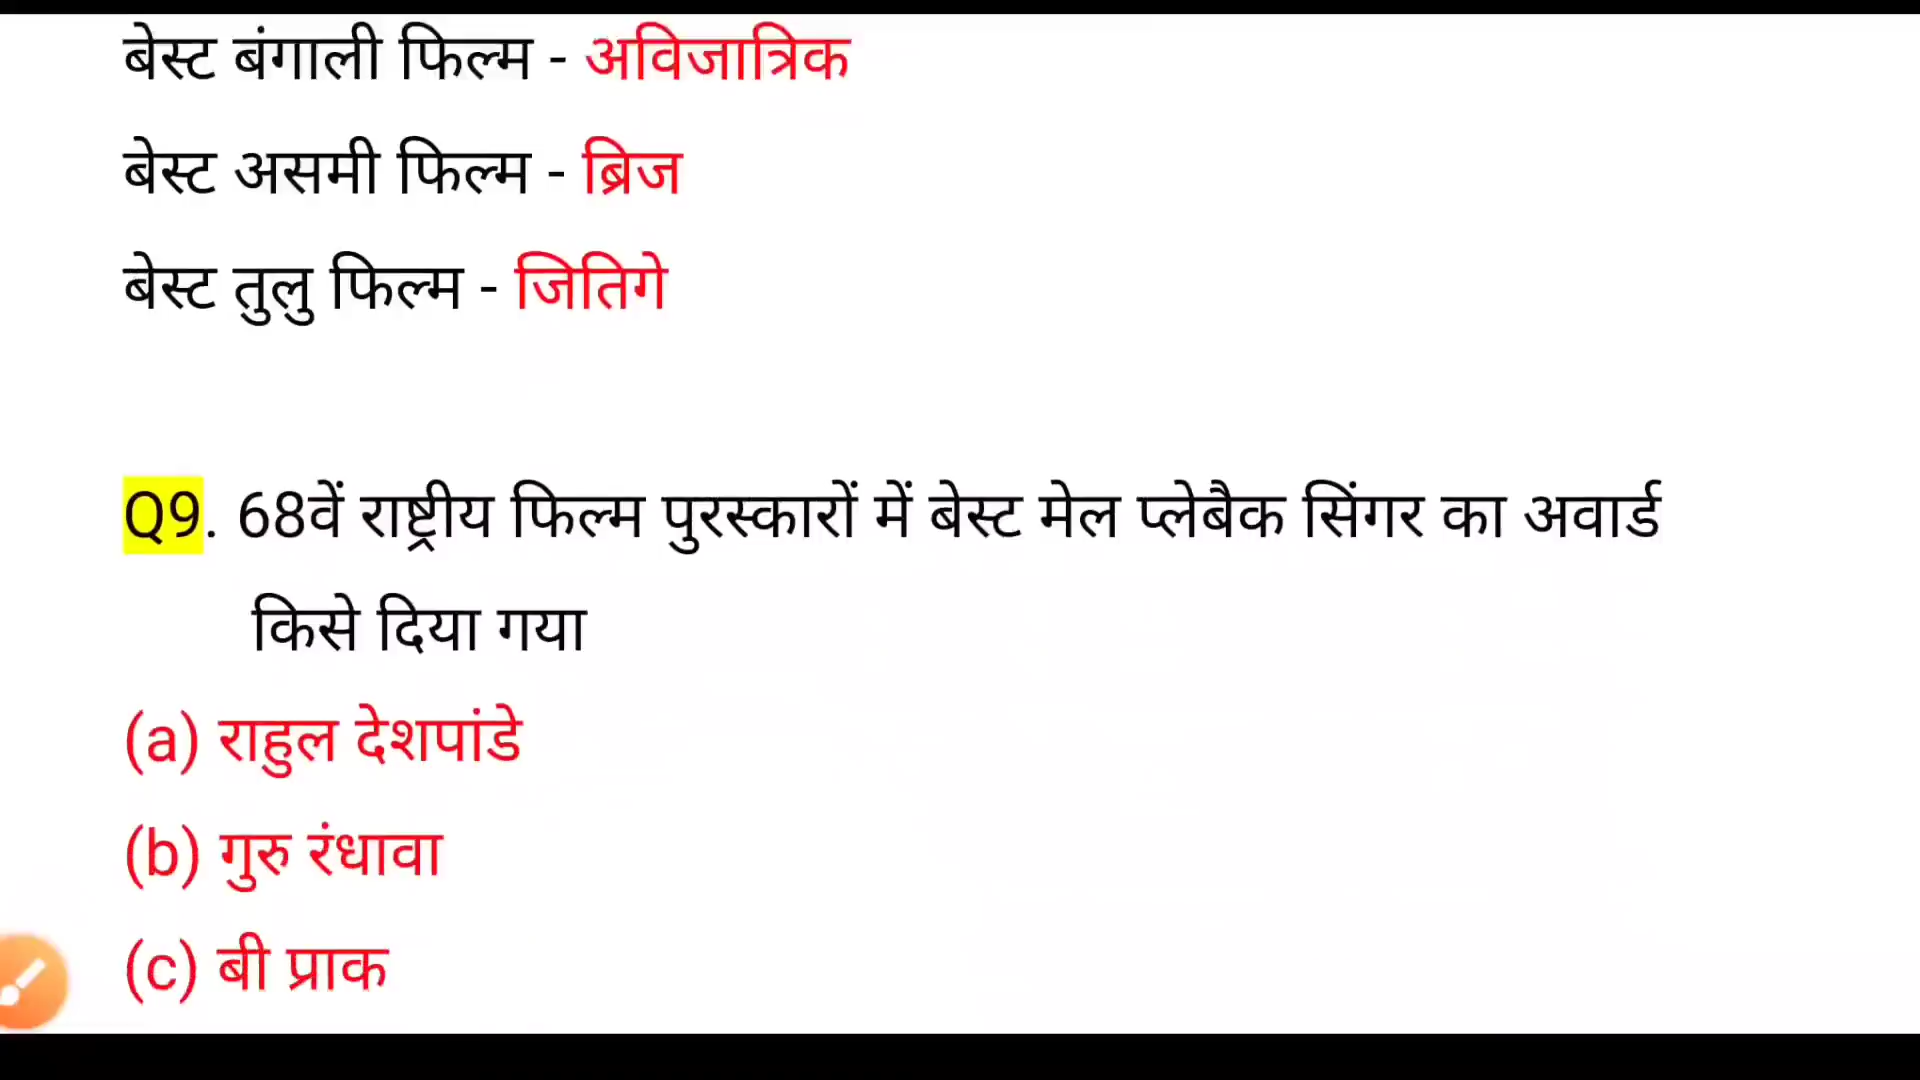 बेस्ट बंगाली फिल्म - अविजात्रिक
बेस्ट असमी फिल्म - ब्रिज
बेस्ट तुलु फिल्म - जितिगे
Q9. 68वें राष्ट्रीय फिल्म पुरस्कारों में बेस्ट मेल प्लेबैक सिंगर का अवार्ड
किसे दिया गया
(a) राहुल देशपांडे
(b) गुरु रंधावा
(c) बी प्राक